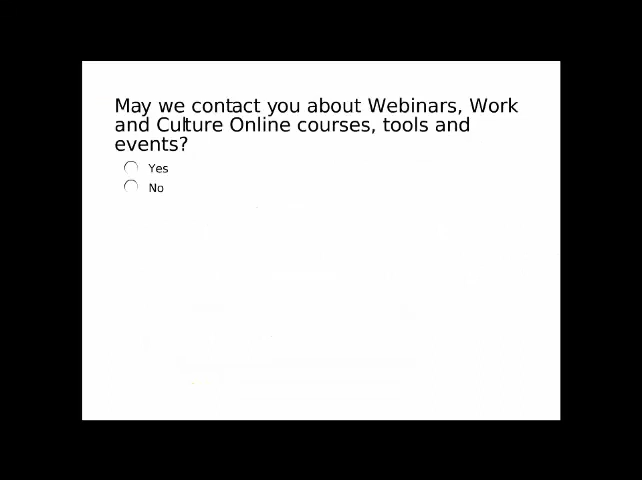 May we contact you about Webinars, Work
and Culture Online courses, tools and
events?
Yes
No